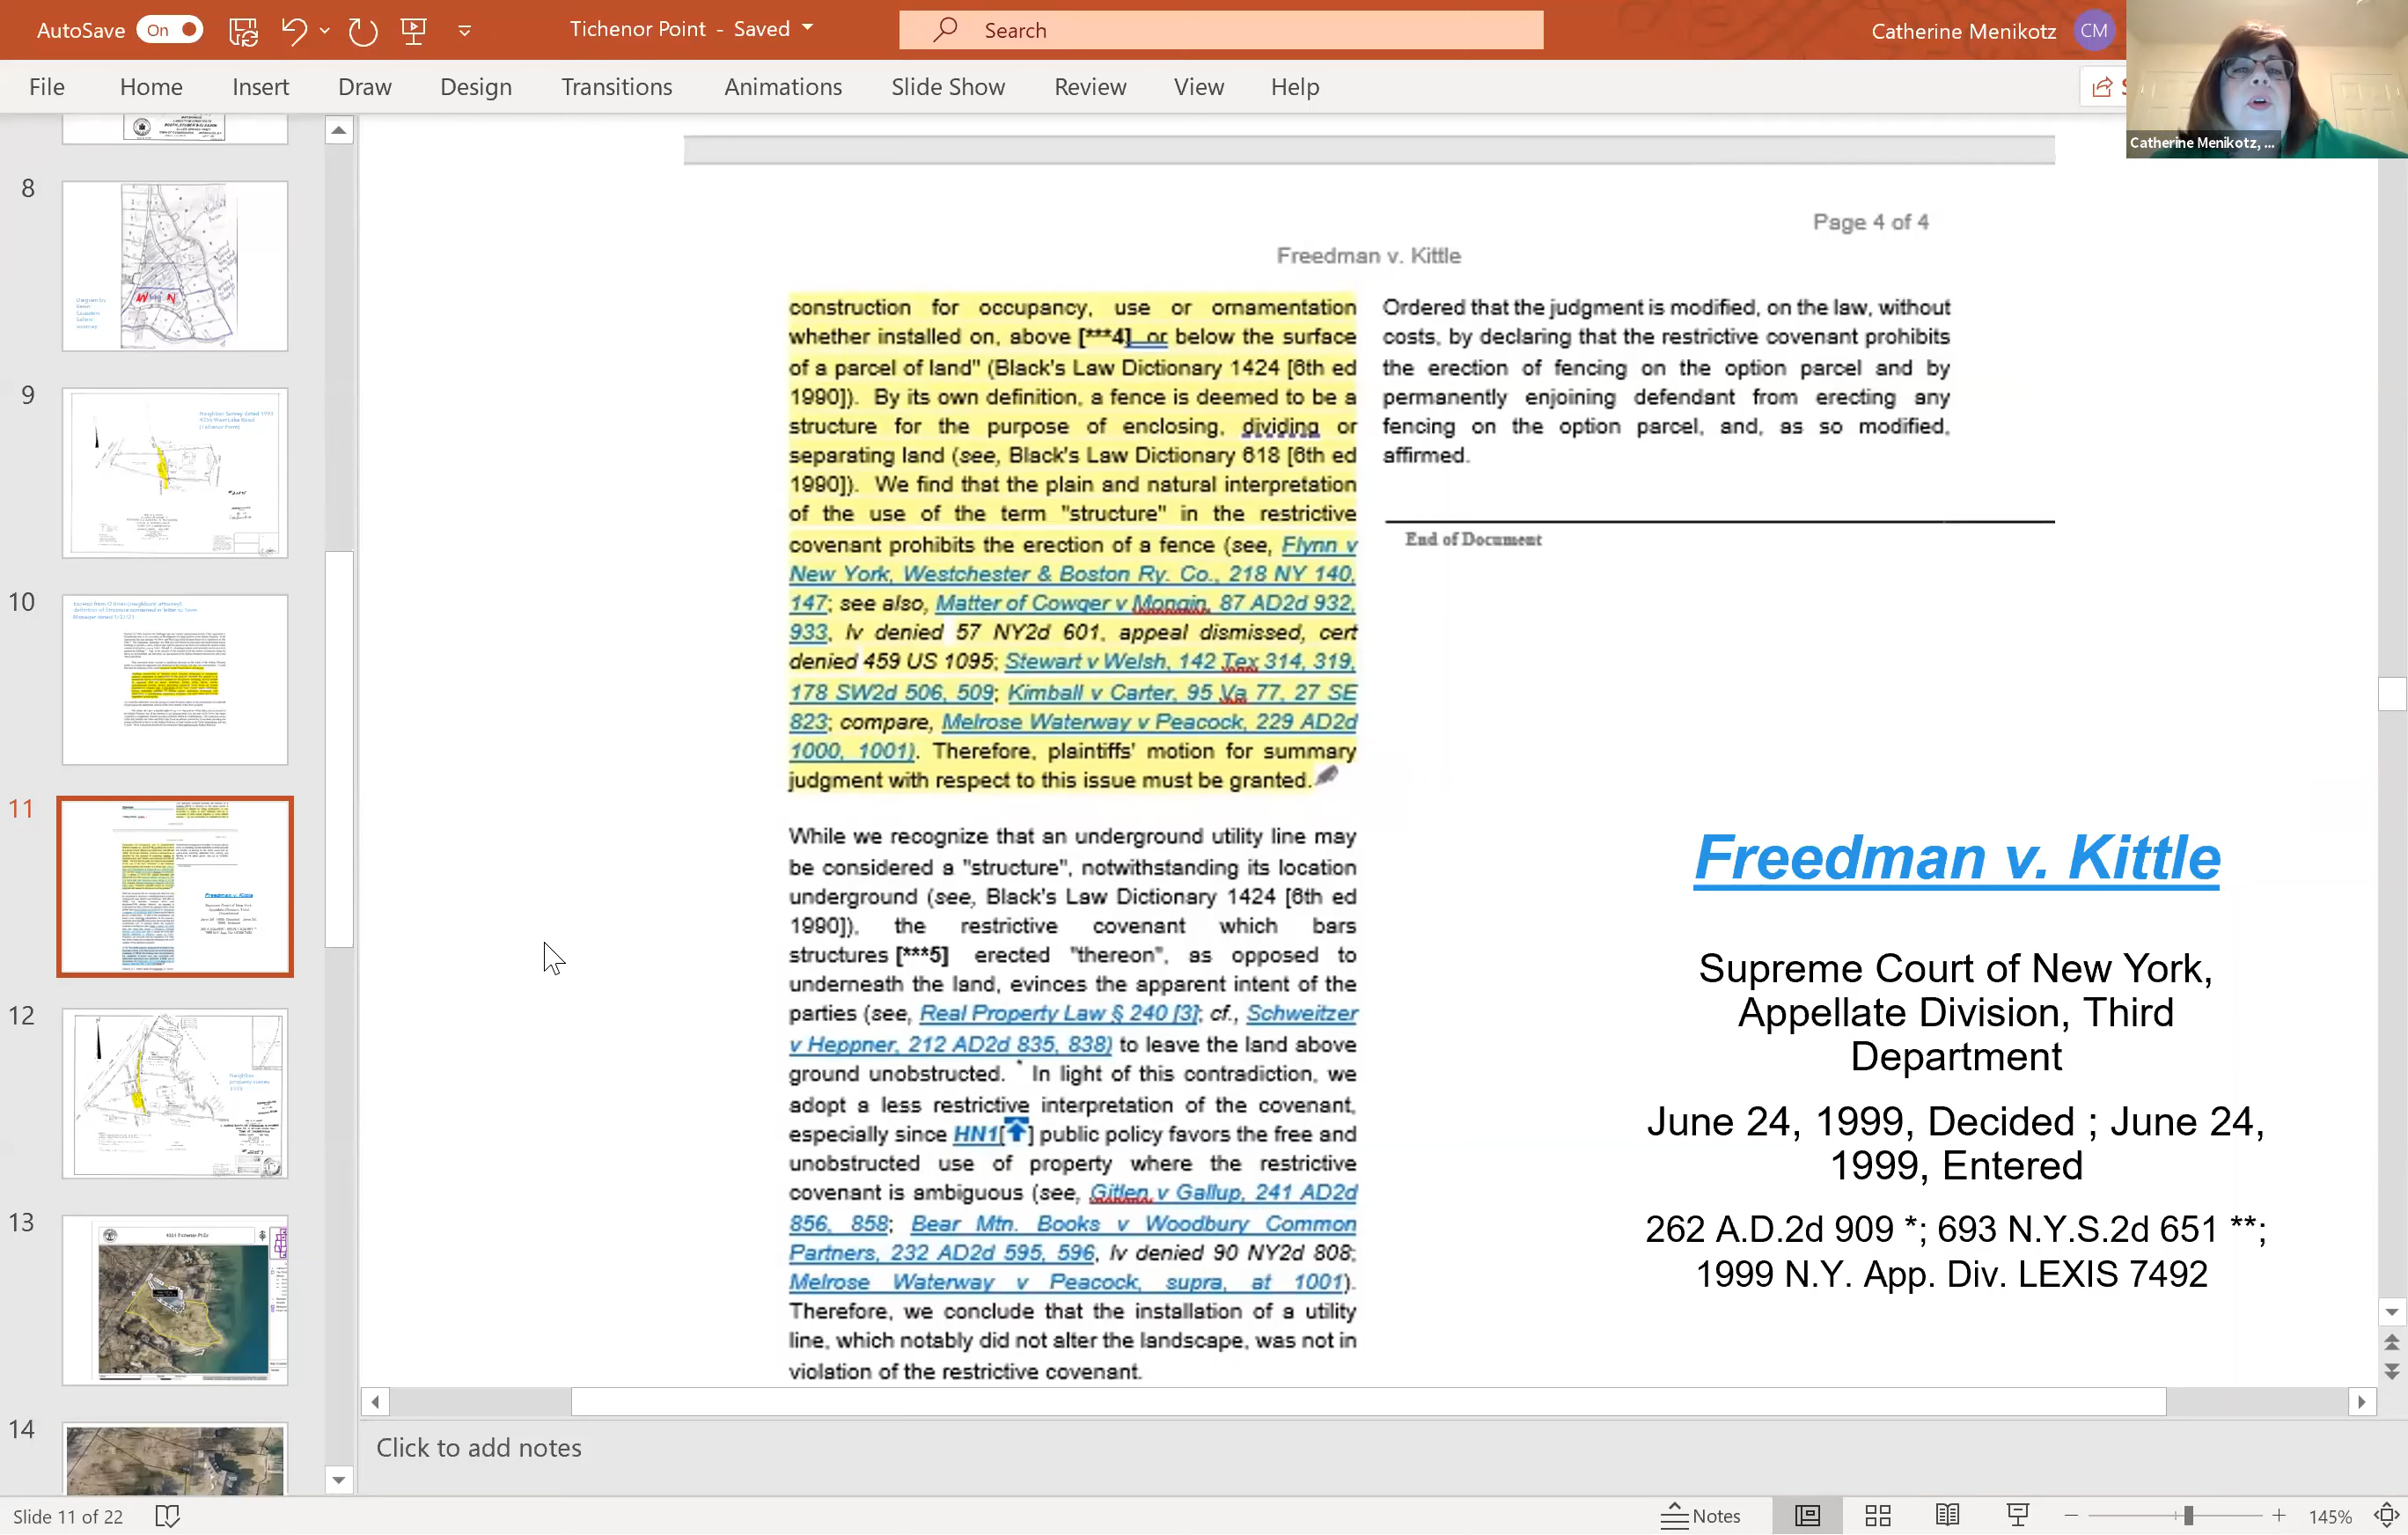 AutoSave On
Tichenor Point - Saved
Search
Catherine Menikotz CM
File Home Insert Draw Design Transitions Animations Slide Show Review View Help
Catherine Menikotz, ...
8
9
10
11
12
13
14
Page 4 of 4
Freedman v. Kittle
construction for occupancy, use or ornamentation
whether installed on, above [***4] or below the surface
of a parcel of land" (Black's Law Dictionary 1424 [6th ed
1990]). By its own definition, a fence is deemed to be a
structure for the purpose of enclosing, dividing or
separating land (see, Black's Law Dictionary 618 [6th ed
1990]). We find that the plain and natural interpretation
of the use of the term "structure" in the restrictive
covenant prohibits the erection of a fence (see, Flynn v
New York, Westchester & Boston Ry. Co., 218 NY 140,
147; see also, Matter of Cowger v Mongin, 87 AD2d 932,
933, lv denied 57 NY2d 601, appeal dismissed, cert
denied 459 US 1095; Stewart v Welsh, 142 Tex 314, 319,
178 SW2d 506, 509; Kimball v Carter, 95 Va 77, 27 SE
823; compare, Melrose Waterway v Peacock, 229 AD2d
1000, 1001). Therefore, plaintiffs' motion for summary
judgment with respect to this issue must be granted.
While we recognize that an underground utility line may
be considered a "structure", notwithstanding its location
underground (see, Black's Law Dictionary 1424 [6th ed
1990]), the restrictive covenant which bars
structures [***5] erected "thereon", as opposed to
underneath the land, evinces the apparent intent of the
parties (see, Real Property Law § 240 [3]; cf., Schweitzer
v Heppner, 212 AD2d 835, 838) to leave the land above
ground unobstructed. * In light of this contradiction, we
adopt a less restrictive interpretation of the covenant,
especially since HN1[ ] public policy favors the free and
unobstructed use of property where the restrictive
covenant is ambiguous (see, Gitlen v Gallup, 241 AD2d
856, 858; Bear Mtn. Books v Woodbury Common
Partners, 232 AD2d 595, 596, lv denied 90 NY2d 808;
Melrose Waterway v Peacock, supra, at 1001).
Therefore, we conclude that the installation of a utility
line, which notably did not alter the landscape, was not in
violation of the restrictive covenant.
Ordered that the judgment is modified, on the law, without
costs, by declaring that the restrictive covenant prohibits
the erection of fencing on the option parcel and by
permanently enjoining defendant from erecting any
fencing on the option parcel, and, as so modified,
affirmed.
End of Document
Freedman v. Kittle
Supreme Court of New York,
Appellate Division, Third
Department
June 24, 1999, Decided ; June 24,
1999, Entered
262 A.D.2d 909 *; 693 N.Y.S.2d 651 **;
1999 N.Y. App. Div. LEXIS 7492
Click to add notes
Slide 11 of 22
Notes
145%